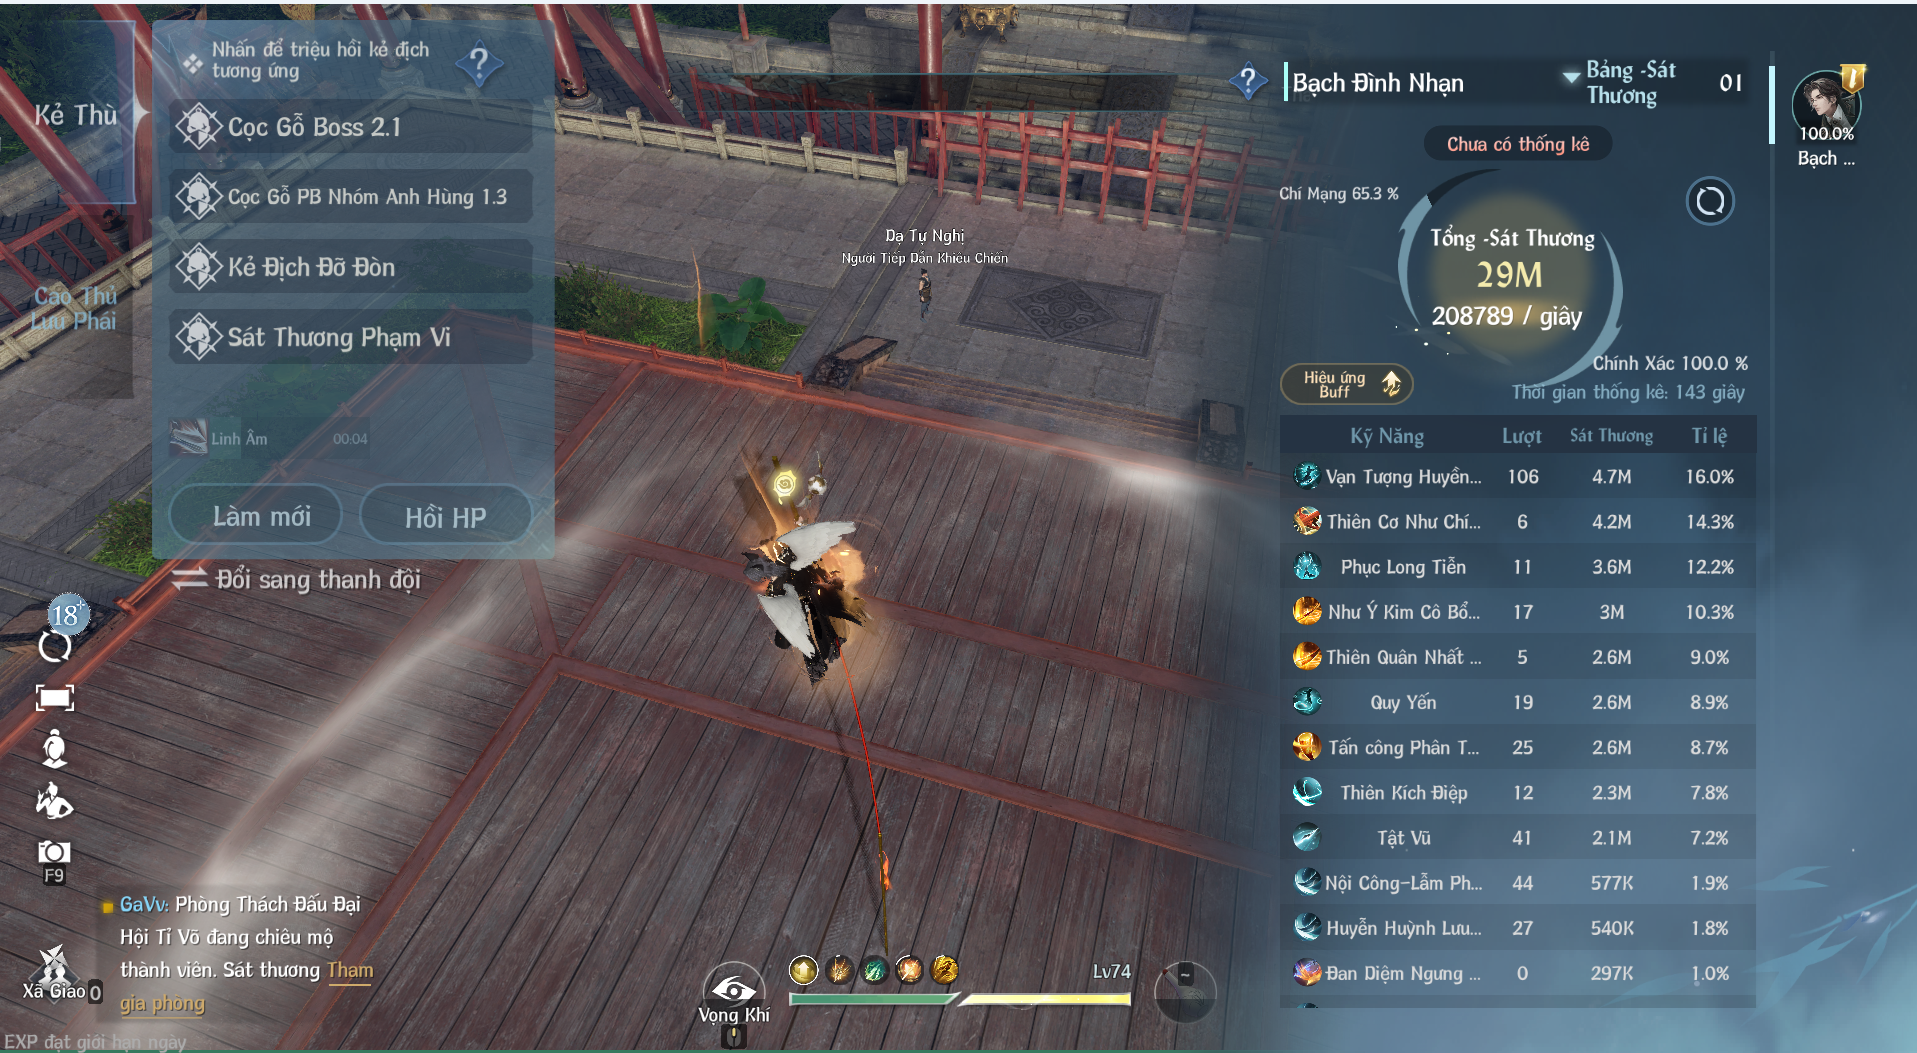 Nhấn để triệu hồi kẻ địch
tương ứng
?
Kẻ Thù
Cọc Gỗ Boss 2.1
Cọc Gỗ PB Nhóm Anh Hùng 1.3
Kẻ Địch Đỡ Đòn
Sát Thương Phạm Vi
Cao Thủ
Lưu Phái
Linh Âm 00:04
Làm mới
Hồi HP
Đổi sang thanh đội
18+
F9
GaVv: Phòng Thách Đấu Đại
Hội Tỉ Võ đang chiêu mộ
thành viên. Sát thương Tham
gia phòng
Xã Giao 0
EXP đạt giới hạn ngày
Dạ Tự Nghị
Người Tiếp Dẫn Khiêu Chiến
Vọng Khí
Lv74
~
?
Bạch Đình Nhạn
Bảng -Sát
Thương
01
100.0%
Bạch ...
Chưa có thống kê
Chí Mạng 65.3 %
Tổng -Sát Thương
29M
208789 / giây
Chính Xác 100.0 %
Hiệu ứng
Buff
Thời gian thống kê: 143 giây
Kỹ Năng Lượt Sát Thương Tỉ lệ
Vạn Tượng Huyền... 106 4.7M 16.0%
Thiên Cơ Như Chí... 6 4.2M 14.3%
Phục Long Tiễn 11 3.6M 12.2%
Như Ý Kim Cô Bổ... 17 3M 10.3%
Thiên Quân Nhất ... 5 2.6M 9.0%
Quy Yến 19 2.6M 8.9%
Tấn công Phân T... 25 2.6M 8.7%
Thiên Kích Điệp 12 2.3M 7.8%
Tật Vũ 41 2.1M 7.2%
Nội Công-Lẫm Ph... 44 577K 1.9%
Huyễn Huỳnh Lưu... 27 540K 1.8%
Đan Diệm Ngưng ... 0 297K 1.0%